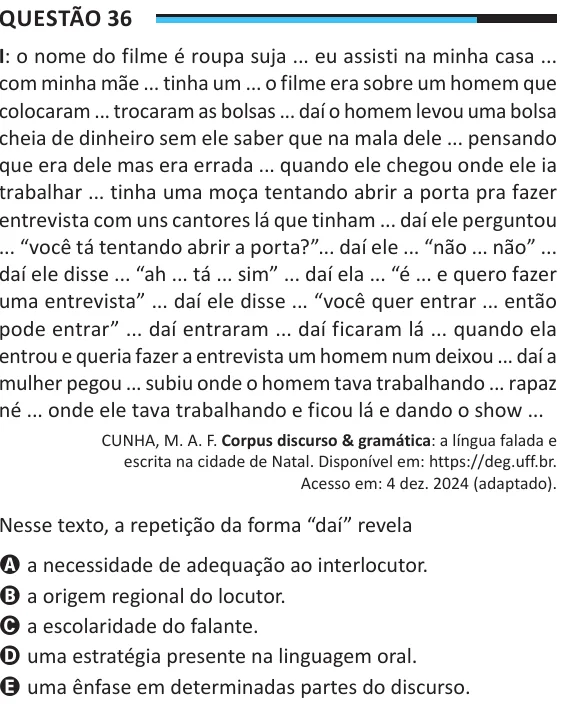 QUESTÃO 36
I: o nome do filme é roupa suja ... eu assisti na minha casa ...
com minha mãe ... tinha um ... o filme era sobre um homem que
colocaram ... trocaram as bolsas ... daí o homem levou uma bolsa
cheia de dinheiro sem ele saber que na mala dele ... pensando
que era dele mas era errada ... quando ele chegou onde ele ia
trabalhar ... tinha uma moça tentando abrir a porta pra fazer
entrevista com uns cantores lá que tinham ... daí ele perguntou
... “você tá tentando abrir a porta?”... daí ele ... “não ... não” ...
daí ele disse ... “ah ... tá ... sim” ... daí ela ... “é ... e quero fazer
uma entrevista” ... daí ele disse ... “você quer entrar ... então
pode entrar” ... daí entraram ... daí ficaram lá ... quando ela
entrou e queria fazer a entrevista um homem num deixou ... daí a
mulher pegou ... subiu onde o homem tava trabalhando ... rapaz
né ... onde ele tava trabalhando e ficou lá e dando o show ...
CUNHA, M. A. F. Corpus discurso & gramática: a língua falada e
escrita na cidade de Natal. Disponível em: https://deg.uff.br.
Acesso em: 4 dez. 2024 (adaptado).
Nesse texto, a repetição da forma “daí” revela
A a necessidade de adequação ao interlocutor.
B a origem regional do locutor.
C a escolaridade do falante.
D uma estratégia presente na linguagem oral.
E uma ênfase em determinadas partes do discurso.